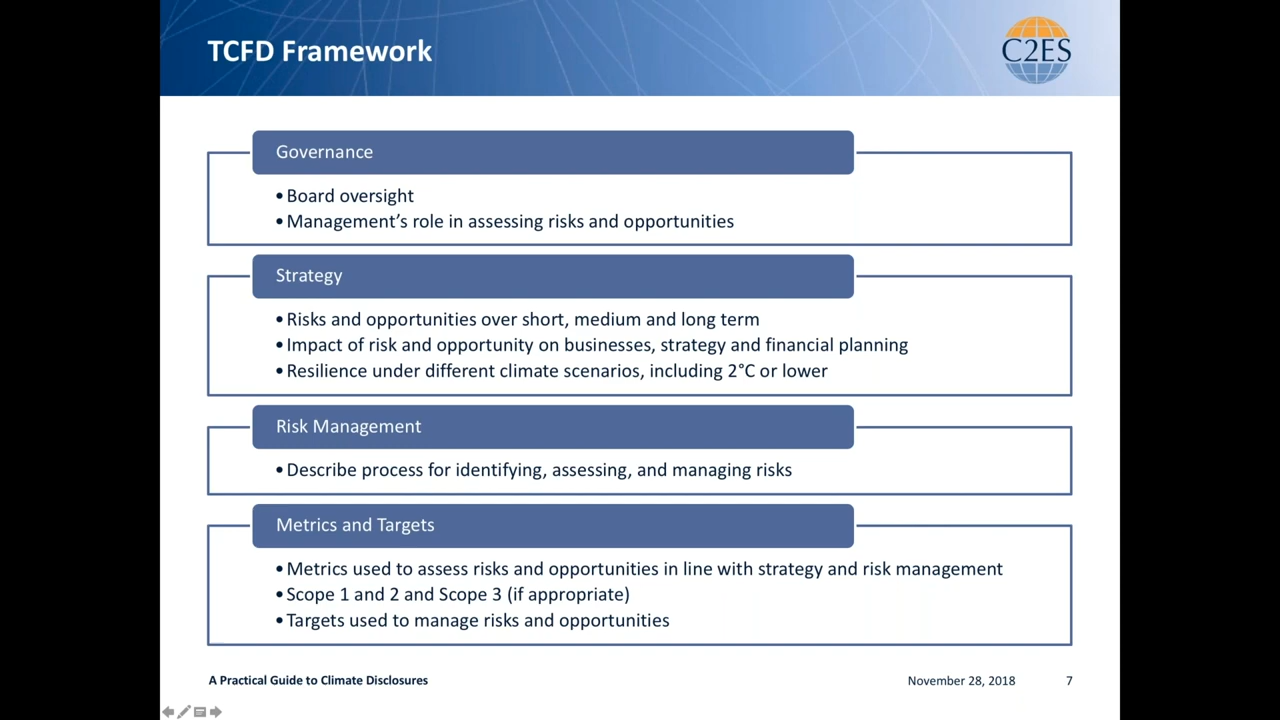 TCFD Framework
C2ES
Governance
•Board oversight
•Management’s role in assessing risks and opportunities
Strategy
•Risks and opportunities over short, medium and long term
•Impact of risk and opportunity on businesses, strategy and financial planning
•Resilience under different climate scenarios, including 2°C or lower
Risk Management
•Describe process for identifying, assessing, and managing risks
Metrics and Targets
•Metrics used to assess risks and opportunities in line with strategy and risk management
•Scope 1 and 2 and Scope 3 (if appropriate)
•Targets used to manage risks and opportunities
A Practical Guide to Climate Disclosures
November 28, 2018
7